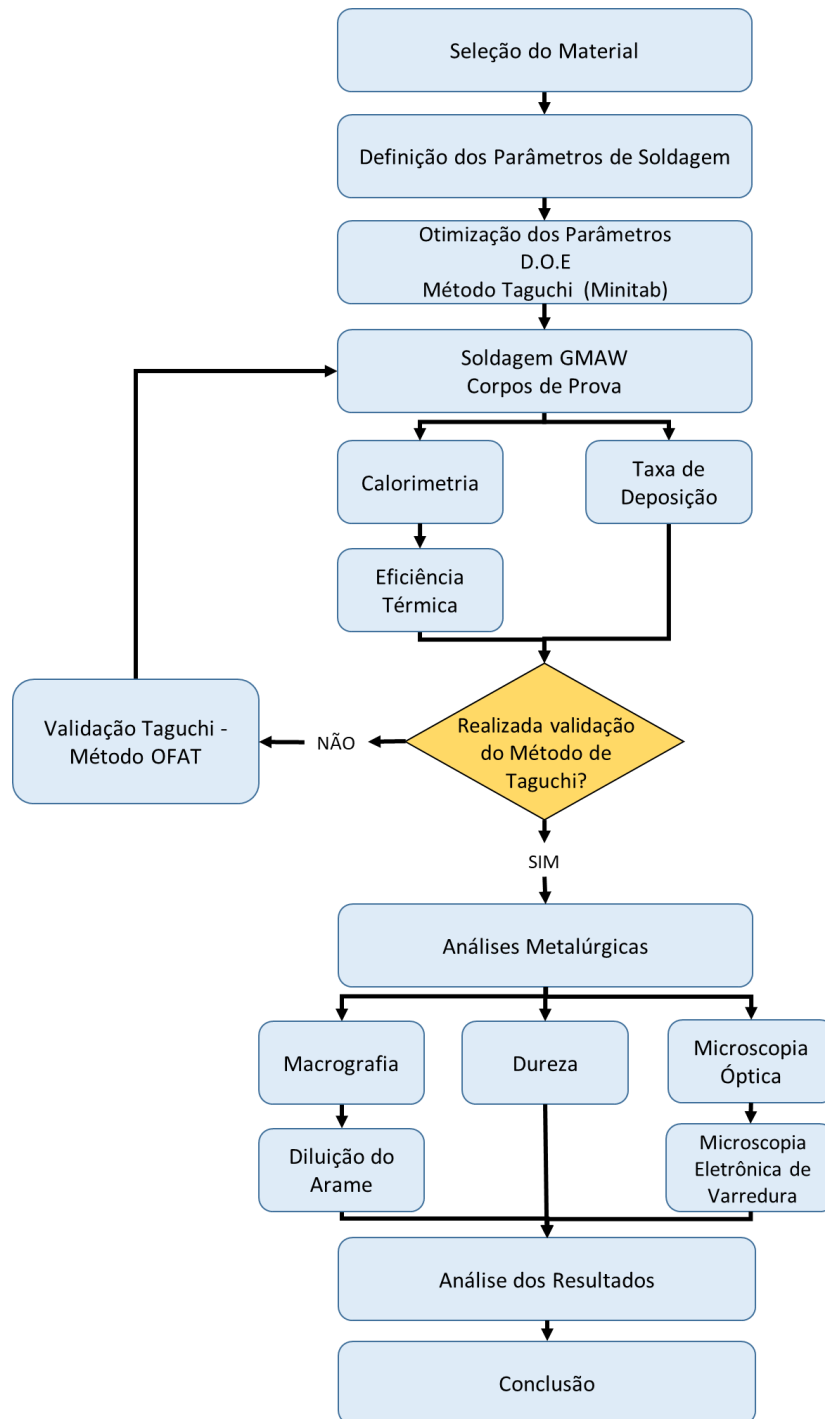 Seleção do Material
Definição dos Parâmetros de Soldagem
Otimização dos Parâmetros
D.O.E
Método Taguchi (Minitab)
Soldagem GMAW
Corpos de Prova
Calorimetria
Taxa de
Deposição
Eficiência
Térmica
Realizada validação
do Método de
Taguchi?
NÃO
Validação Taguchi -
Método OFAT
SIM
Análises Metalúrgicas
Macrografia
Dureza
Microscopia
Óptica
Diluição do
Arame
Microscopia
Eletrônica de
Varredura
Análise dos Resultados
Conclusão